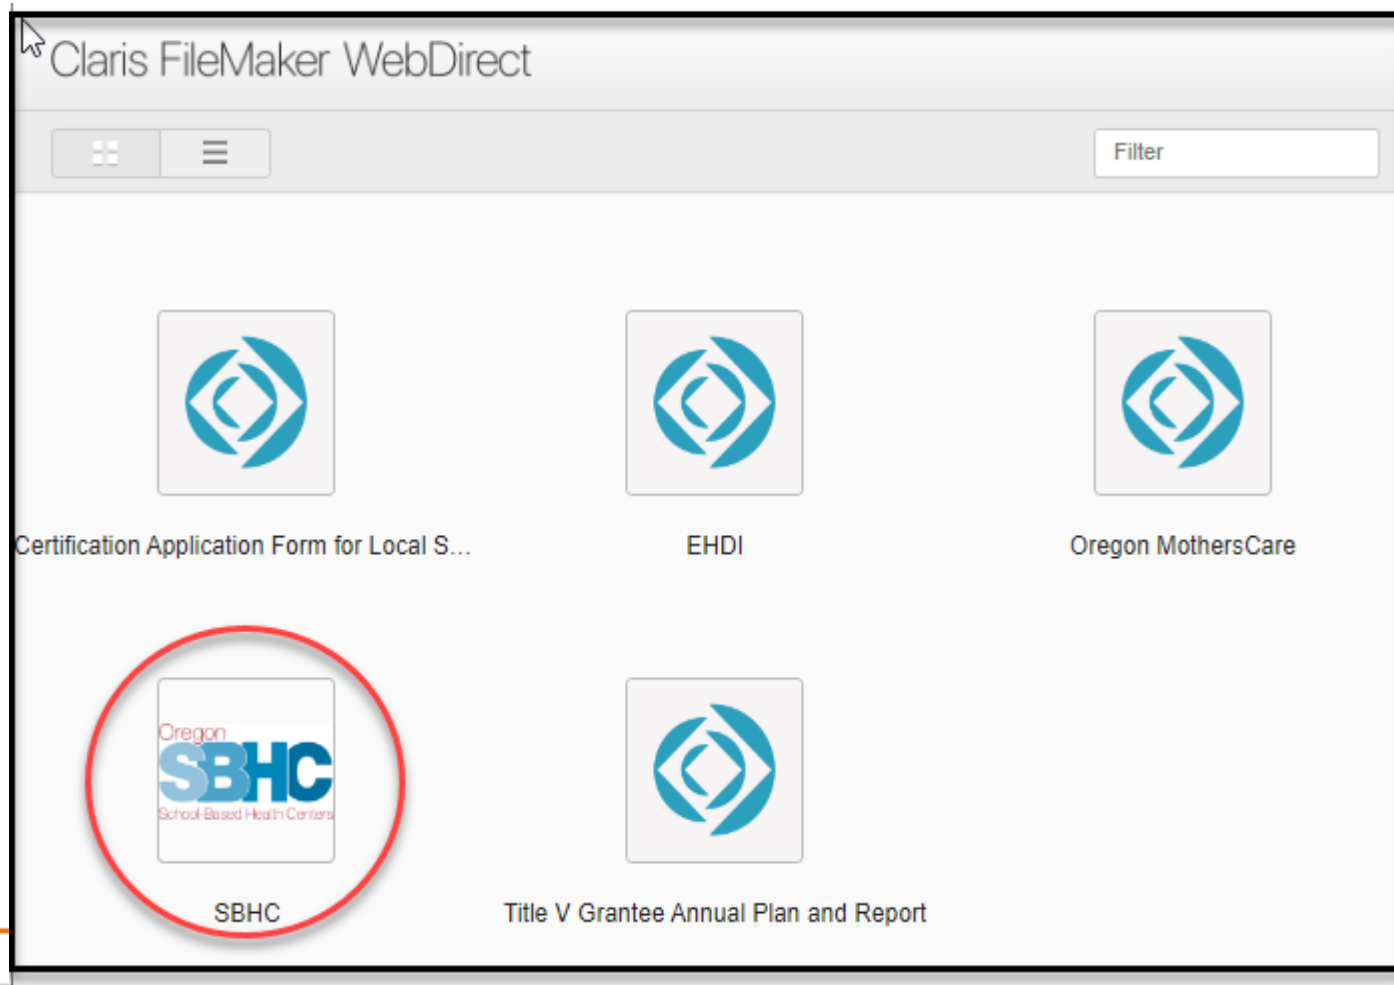 Claris FileMaker WebDirect
Filter
Certification Application Form for Local S...
EHDI
Oregon MothersCare
Oregon
SBHC
School-Based Health Centers
SBHC
Title V Grantee Annual Plan and Report